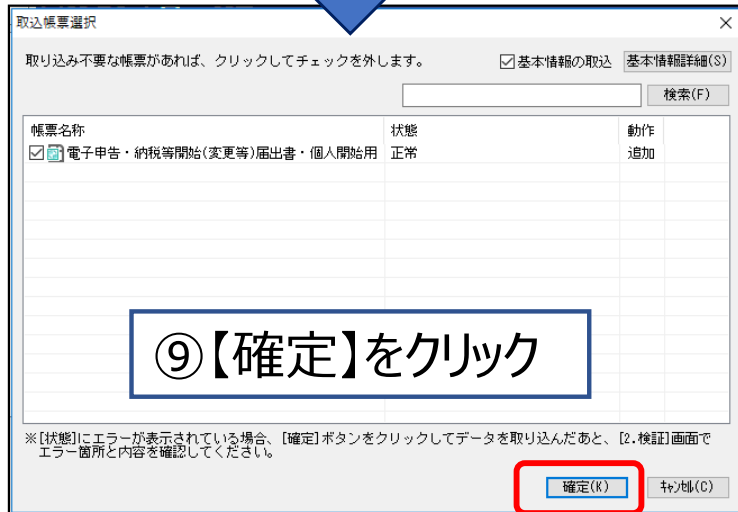 取込帳票選択
取り込み不要な帳票があれば、クリックしてチェックを外します。 基本情報の取込 基本情報詳細(S)
検索(F)
帳票名称 状態 動作
電子申告・納税等開始(変更等)届出書・個人開始用 正常 追加
⑨【確定】をクリック
※[状態]にエラーが表示されている場合、[確定]ボタンをクリックしてデータを取り込んだあと、[2.検証]画面で
エラー箇所と内容を確認してください。
確定(K) キャンセル(C)